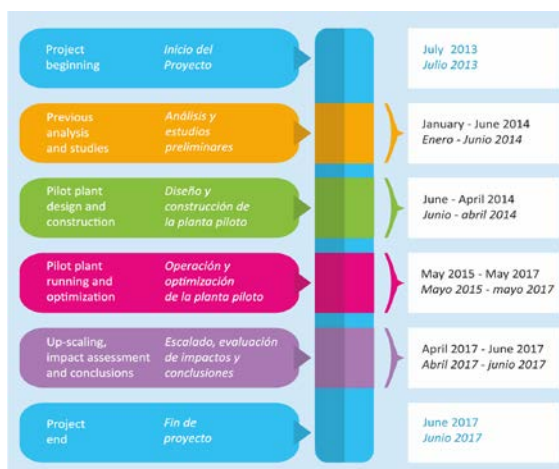 Project
beginning
Inicio del
Proyecto
July 2013
Julio 2013
Previous
analysis
and studies
Análisis y
estudios
preliminares
January - June 2014
Enero - Junio 2014
Pilot plant
design and
construction
Diseño y
construcción de
la planta piloto
June - April 2014
Junio - abril 2014
Pilot plant
running and
optimization
Operación y
optimización
de la planta piloto
May 2015 - May 2017
Mayo 2015 - mayo 2017
Up-scaling,
impact assessment
and conclusions
Escalado, evaluación
de impactos y
conclusiones
April 2017 - June 2017
Abril 2017 - junio 2017
Project
end
Fin de
proyecto
June 2017
Junio 2017